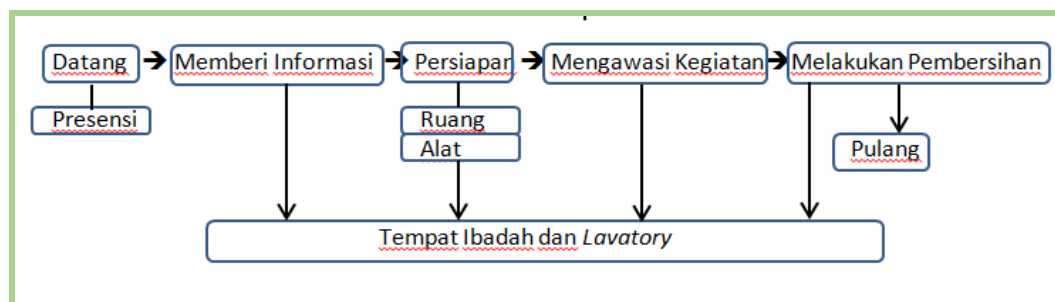 Datang
Memberi Informasi
Persiapan
Mengawasi Kegiatan
Melakukan Pembersihan
Presensi
Ruang
Alat
Pulang
Tempat Ibadah dan Lavatory